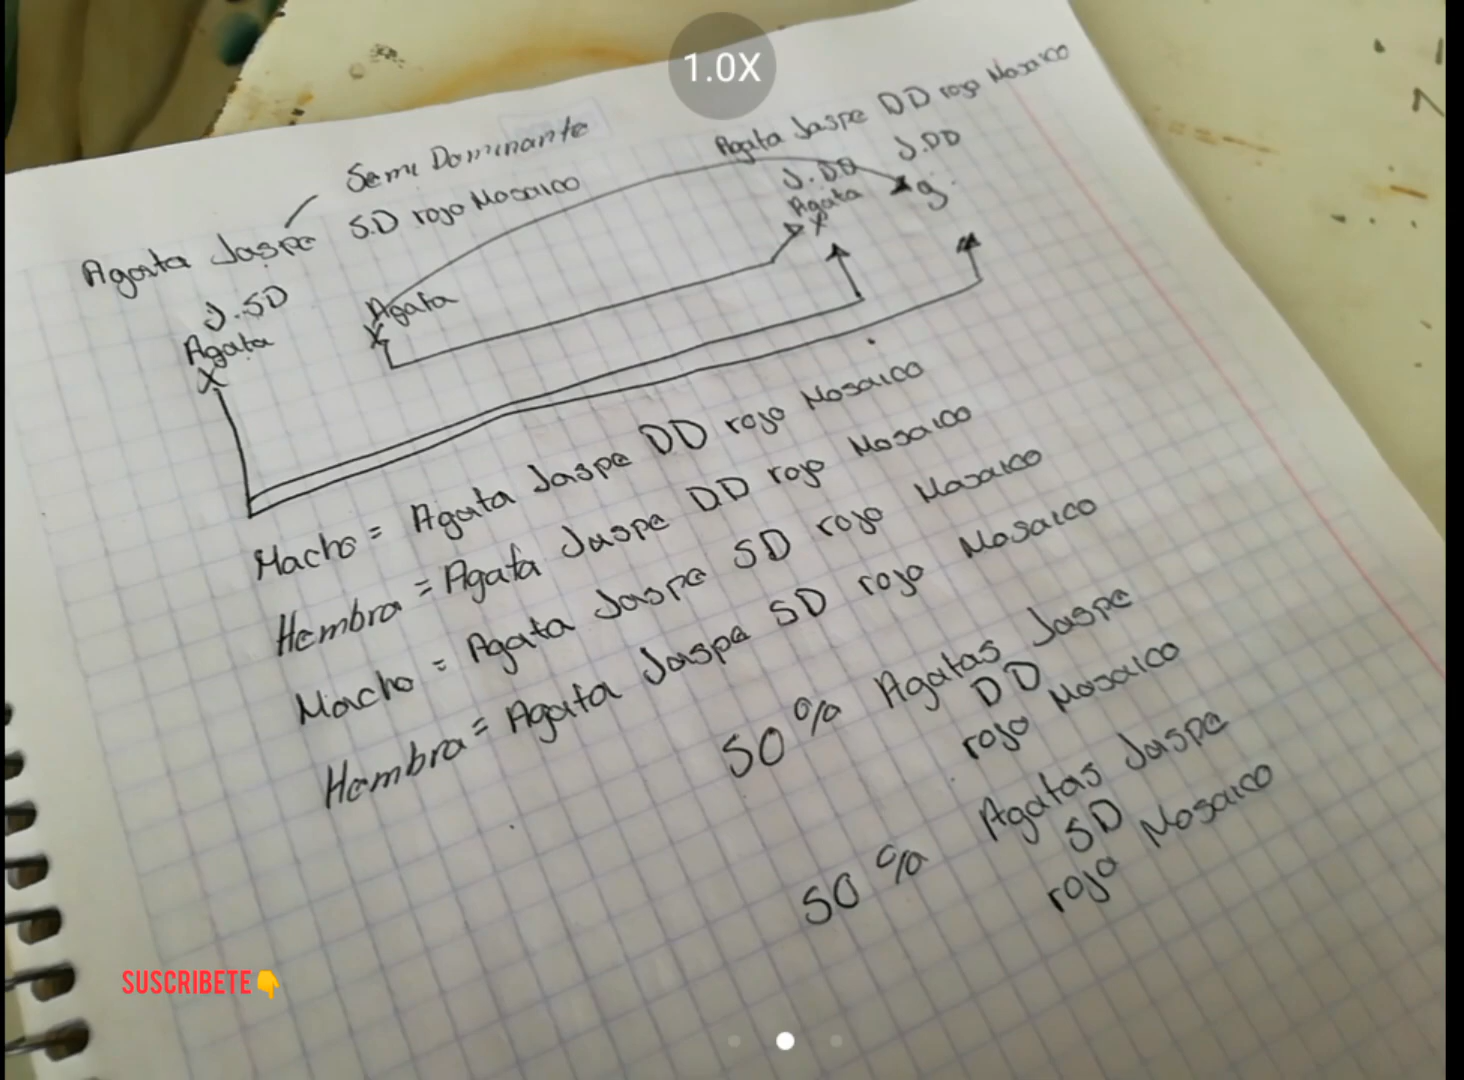 1.0X
Semi Dominante
Agata Jaspe SD rojo Mosaico
Agata Jaspe DD rojo Mosaico
J.SD
Agata
X
Agata
X
J.DD
Agata
X
J.DD
Macho = Agata Jaspe DD rojo Mosaico
Hembra = Agata Jaspe DD rojo Mosaico
Macho = Agata Jaspe SD rojo Mosaico
Hembra = Agata Jaspe SD rojo Mosaico
50% Agatas Jaspe
DD
rojo Mosaico
50% Agatas Jaspe
SD
rojo Mosaico
SUSCRIBETE👇